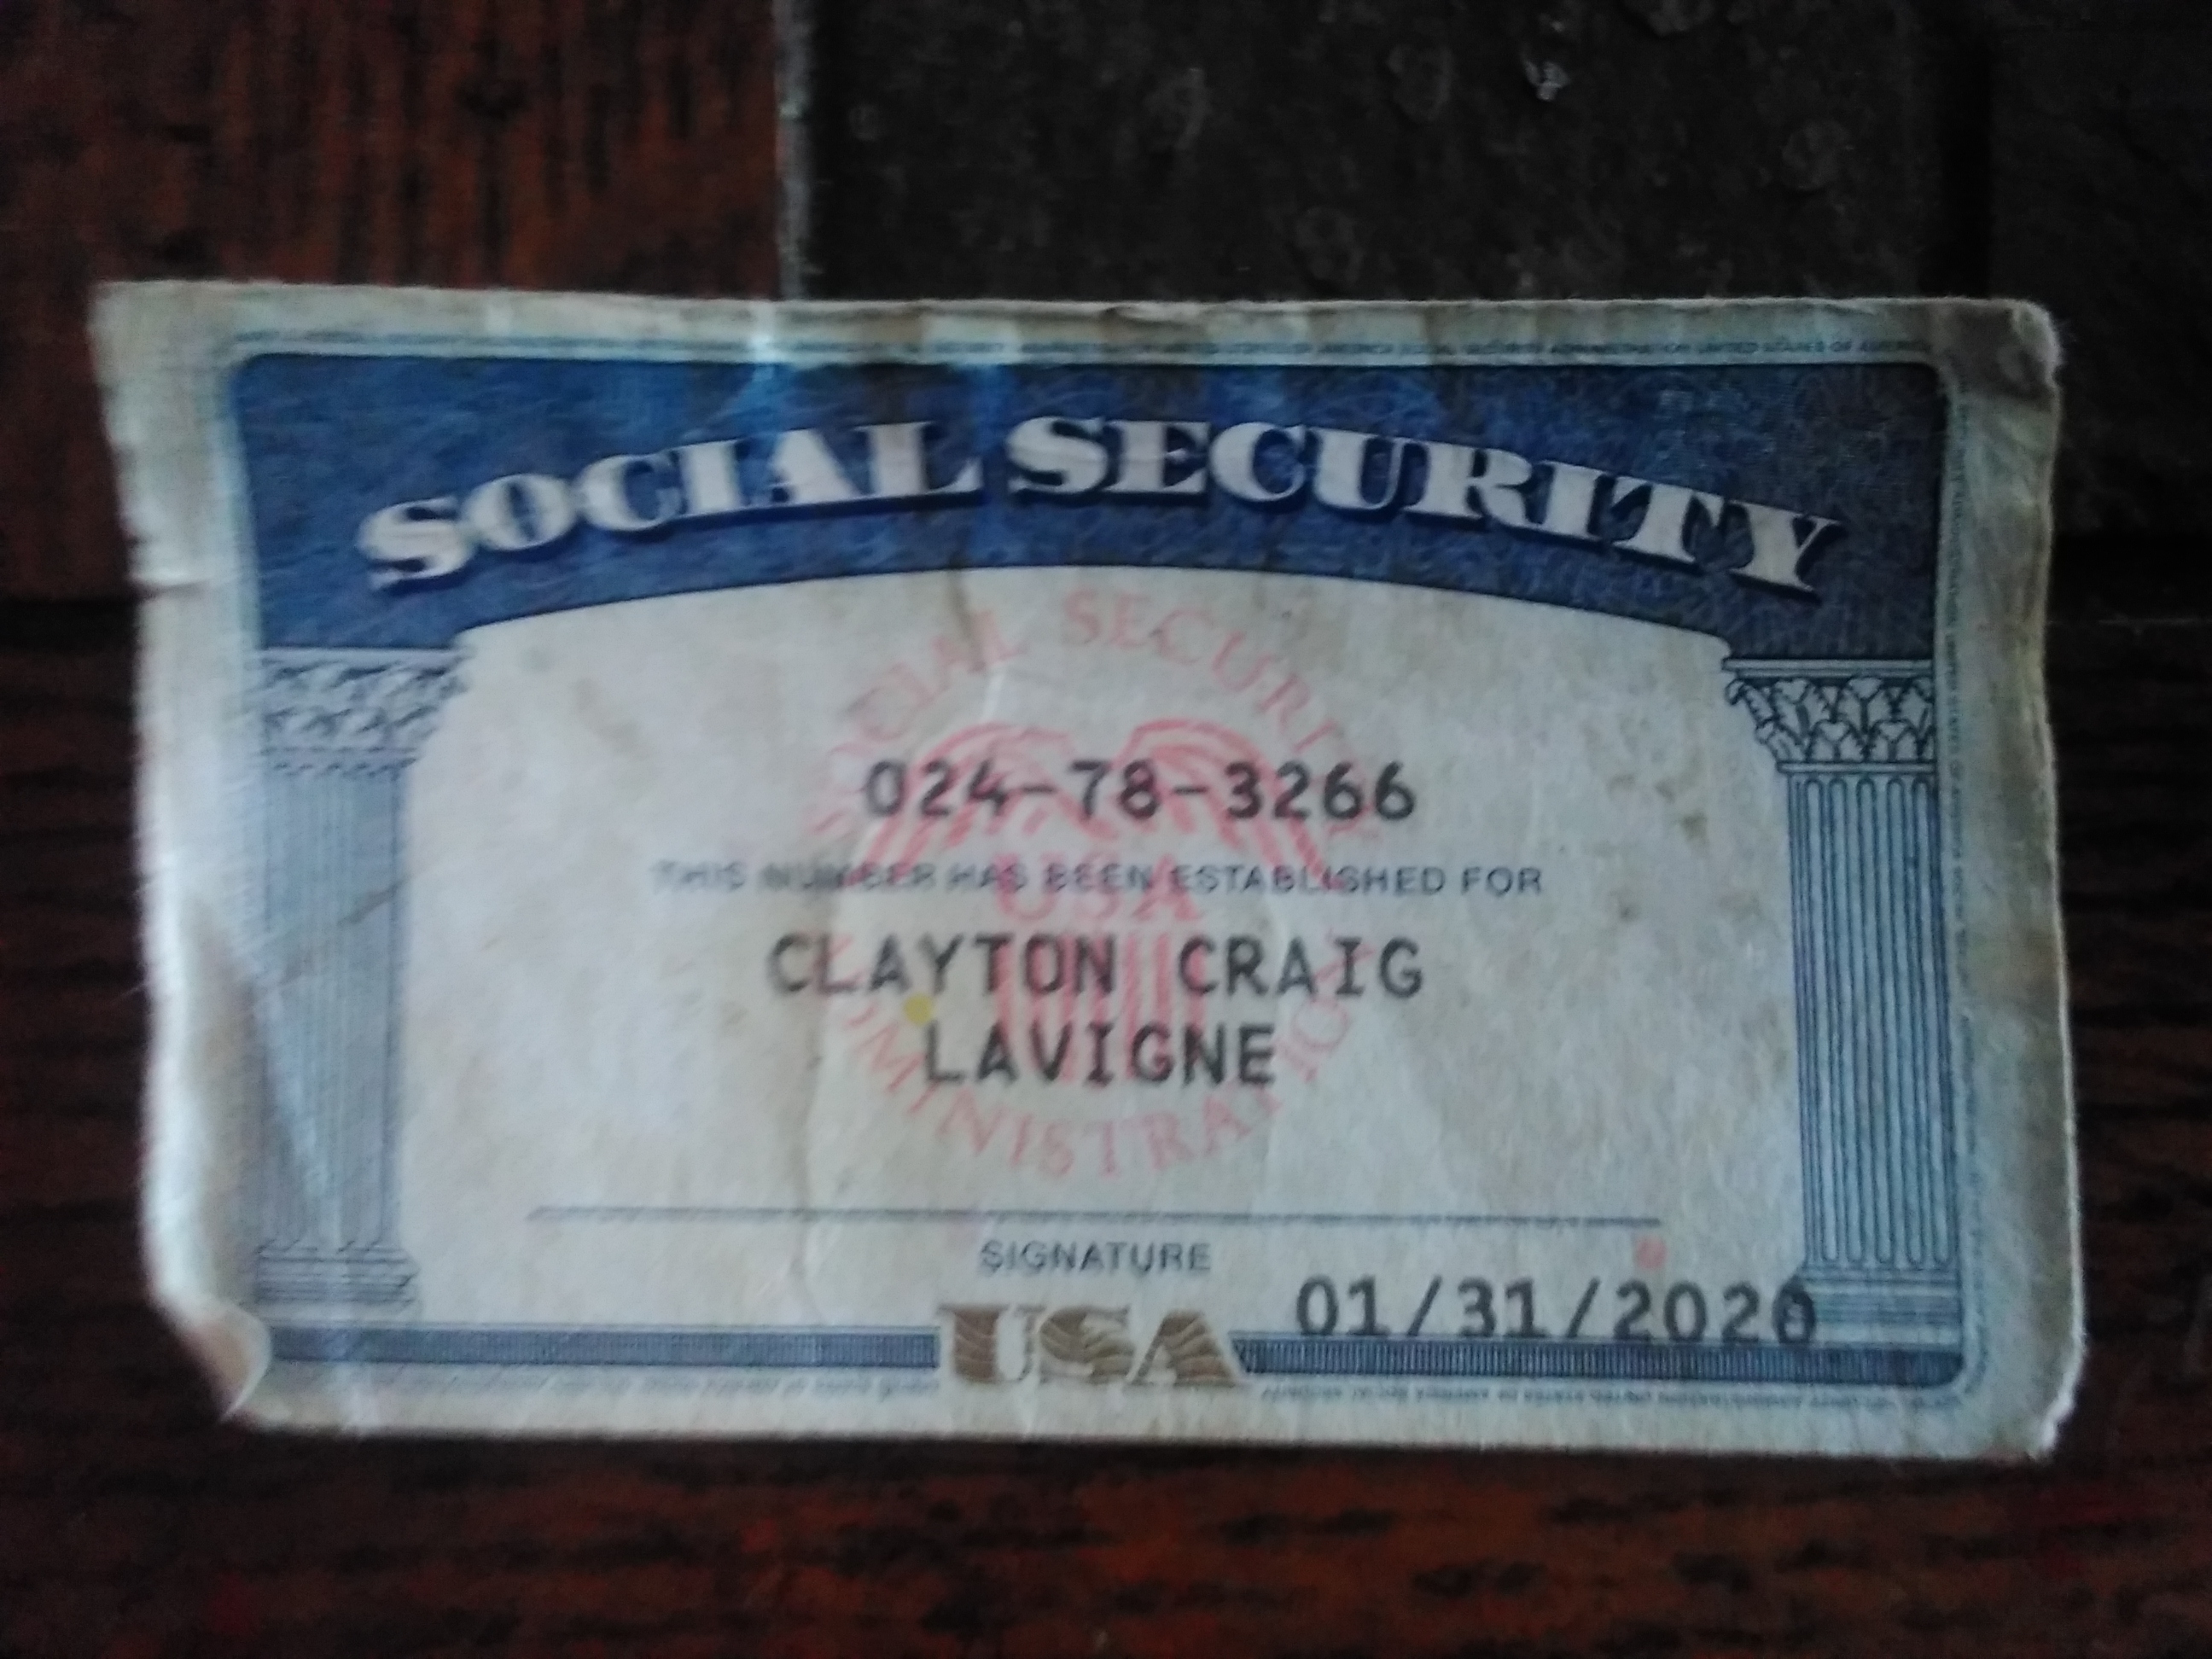 SOCIAL SECURITY
024-78-3266
THIS NUMBER HAS BEEN ESTABLISHED FOR
CLAYTON CRAIG
LAVIGNE
SIGNATURE
01/31/2020
USA